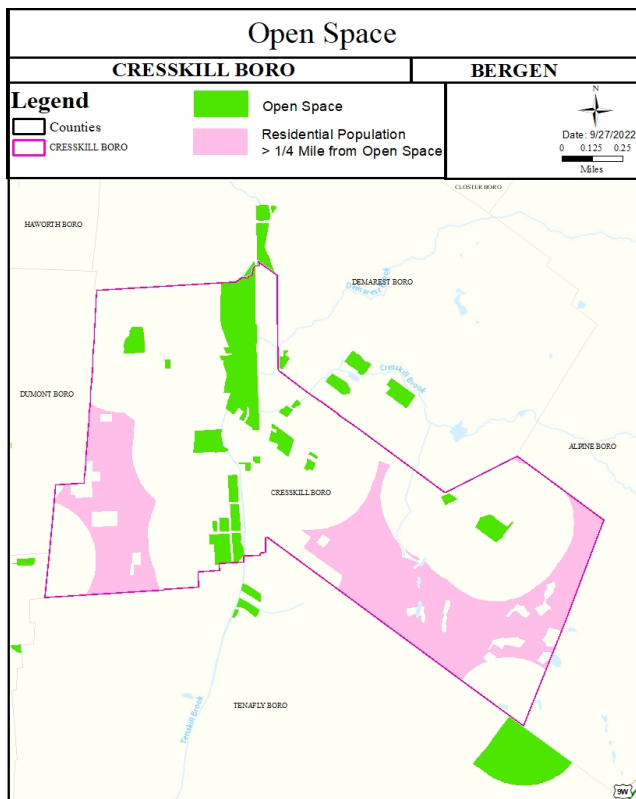 Open Space
CRESSKILL BORO
BERGEN
Legend
Counties
CRESSKILL BORO
Open Space
Residential Population
> 1/4 Mile from Open Space
N
Date: 9/27/2022
0 0.125 0.25
Miles
CLOSTER BORO
HAWORTH BORO
DEMAREST BORO
Demarest Brook
Cresskill Brook
DUMONT BORO
ALPINE BORO
CRESSKILL BORO
TENAFLY BORO
Tenakill Brook
9W